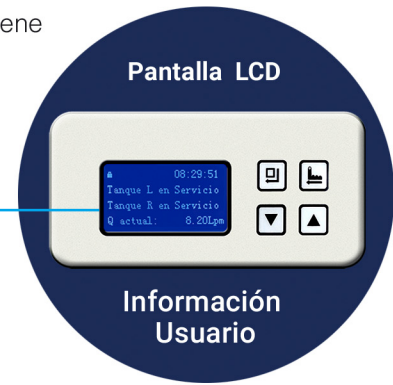 ene
Pantalla LCD
08:29:51
Tanque L en Servicio
Tanque R en Servicio
Q actual: 8.20Lpm
Información
Usuario